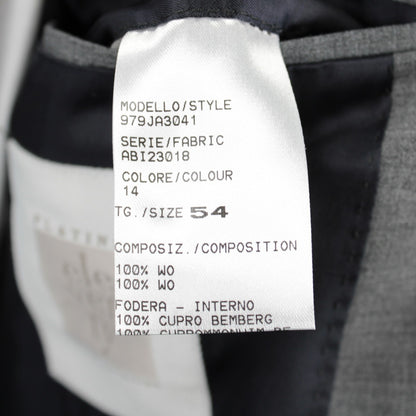 MODELLO/STYLE
979JA3041
SERIE/FABRIC
ABI23018
COLORE/COLOUR
14
TG./SIZE 54
COMPOSIZ./COMPOSITION
100% WO
100% WO
FODERA - INTERNO
100% CUPRO BEMBERG
100%